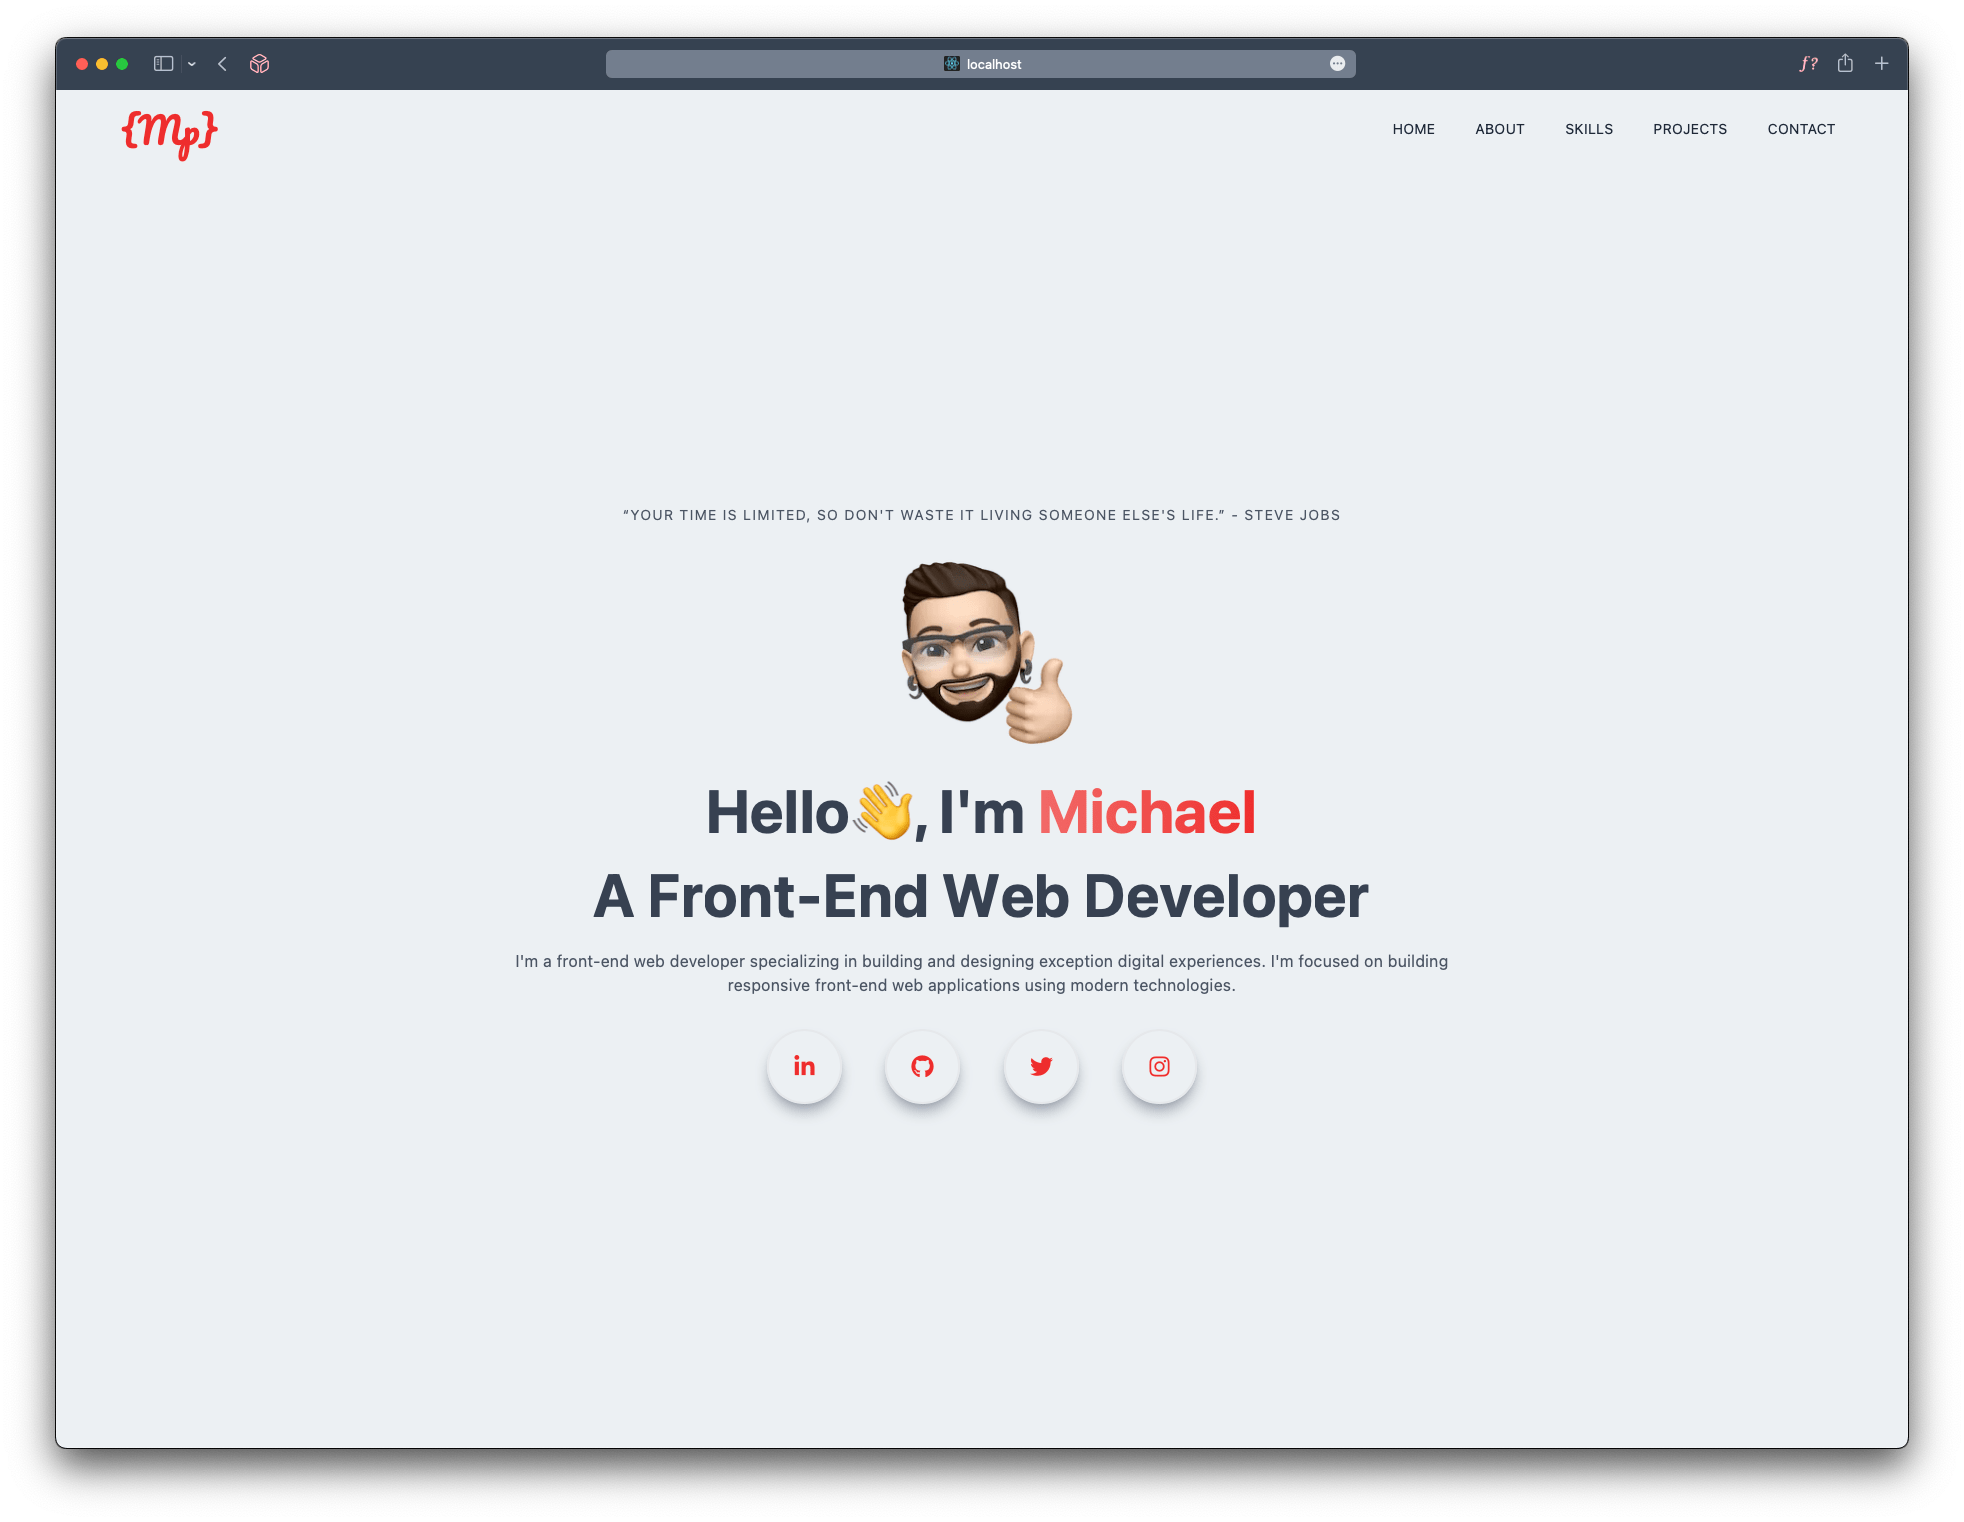 localhost
f?
{Mp}
HOME ABOUT SKILLS PROJECTS CONTACT
“YOUR TIME IS LIMITED, SO DON'T WASTE IT LIVING SOMEONE ELSE'S LIFE.” - STEVE JOBS
Hello👋, I'm Michael
A Front-End Web Developer
I'm a front-end web developer specializing in building and designing exception digital experiences. I'm focused on building
responsive front-end web applications using modern technologies.
in